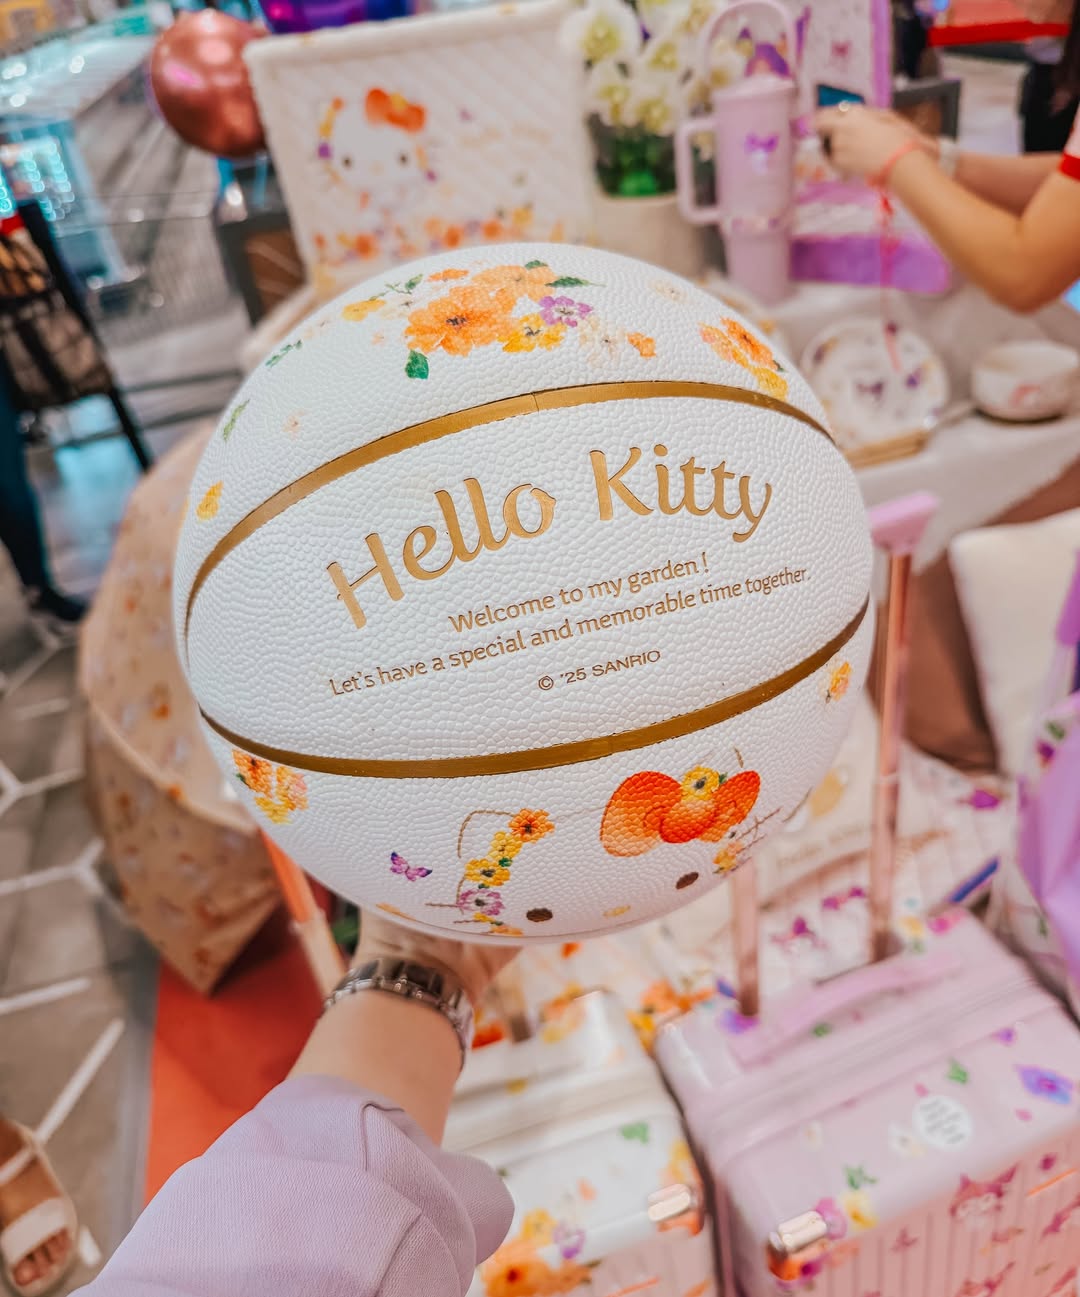 Hello Kitty
Welcome to my garden !
Let's have a special and memorable time together.
© '25 SANRIO